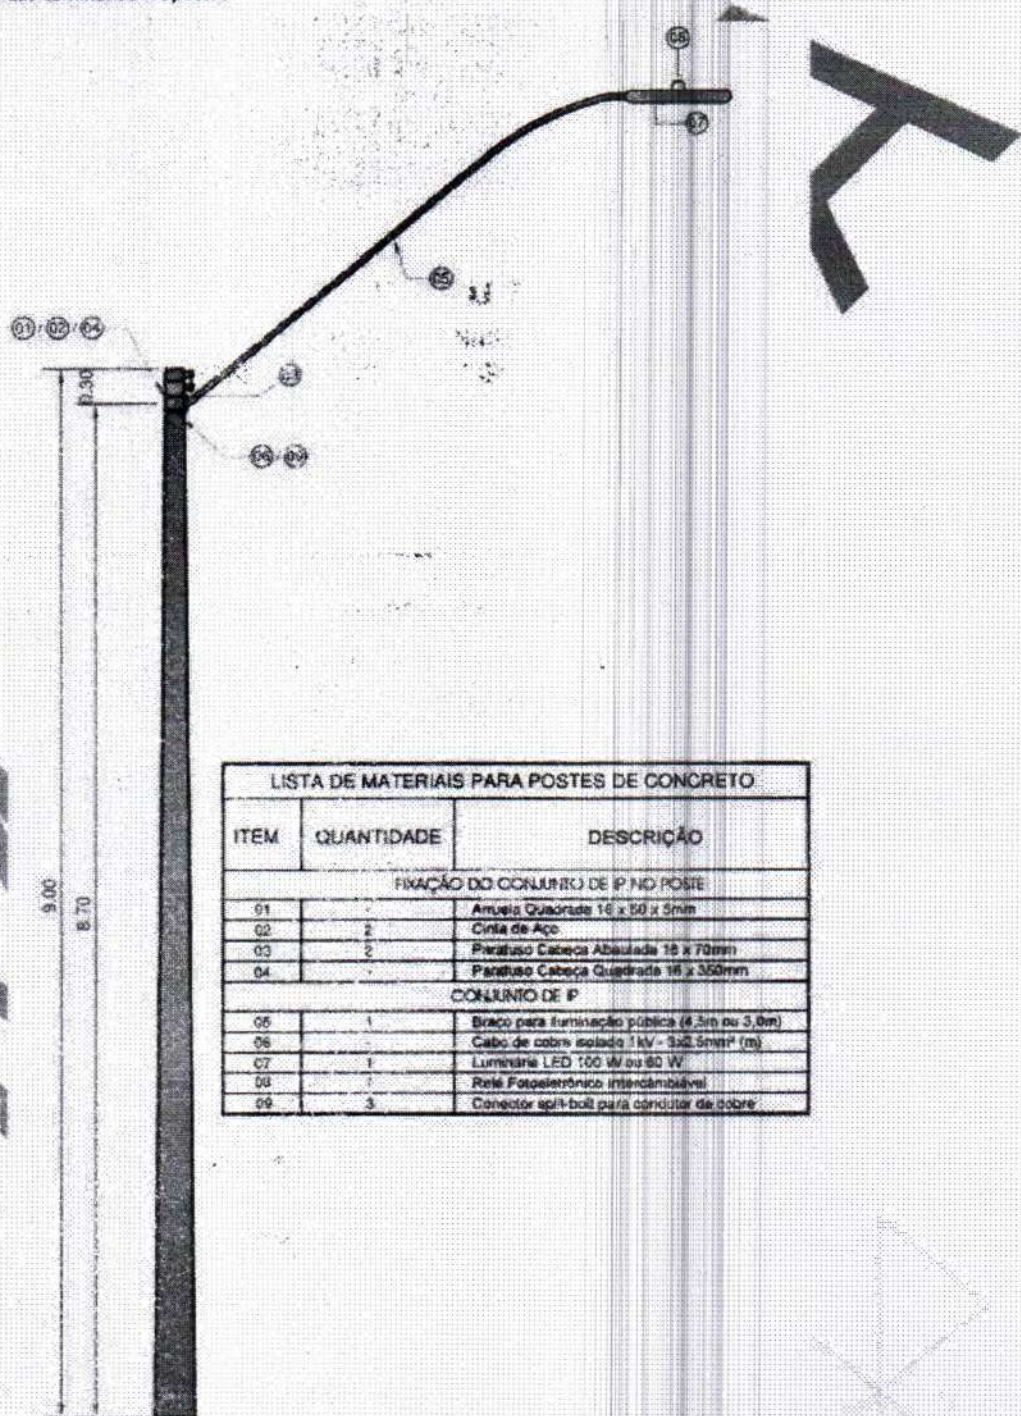 08
07
05
01 / 02 / 04
0.30
03
06 / 09
9.00
8.70
LISTA DE MATERIAIS PARA POSTES DE CONCRETO
ITEM QUANTIDADE DESCRIÇÃO
FIXAÇÃO DO CONJUNTO DE IP NO POSTE
01 - Arruela Quadrada 16 x 50 x 5mm
02 2 Cinta de Aço
03 2 Parafuso Cabeça Abaulada 16 x 70mm
04 - Parafuso Cabeça Quadrada 16 x 350mm
CONJUNTO DE IP
05 1 Braço para iluminação pública (4,5m ou 3,0m)
06 - Cabo de cobre isolado 1kV - 3x2,5mm² (m)
07 1 Luminária LED 100 W ou 60 W
08 1 Relé Fotoeletrônico intercambiável
09 3 Conector split-bolt para condutor de cobre